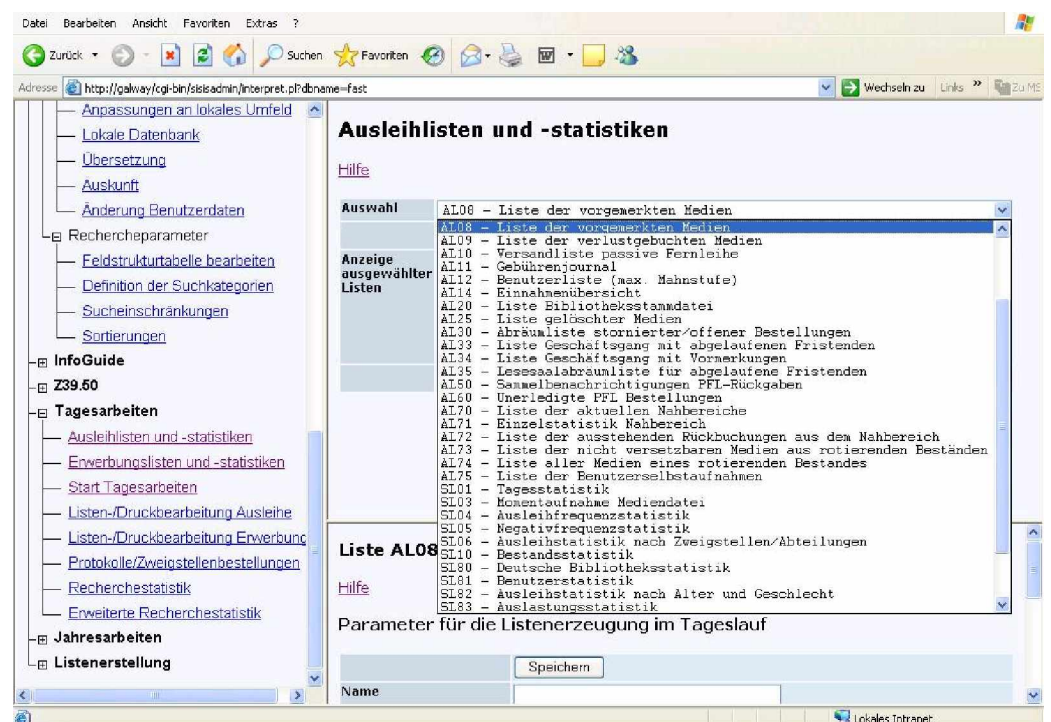 Datei Bearbeiten Ansicht Favoriten Extras ?
Zurück Suchen Favoriten
Adresse http://galway/cgi-bin/sisisadmin/interpret.pl?dbname=fast Wechseln zu Links » Zu MS
Anpassungen an lokales Umfeld
Lokale Datenbank
Übersetzung
Auskunft
Änderung Benutzerdaten
Rechercheparameter
Feldstrukturtabelle bearbeiten
Definition der Suchkategorien
Sucheinschränkungen
Sortierungen
InfoGuide
Z39.50
Tagesarbeiten
Ausleihlisten und -statistiken
Erwerbungslisten und -statistiken
Start Tagesarbeiten
Listen-/Druckbearbeitung Ausleihe
Listen-/Druckbearbeitung Erwerbung
Protokolle/Zweigstellenbestellungen
Recherchestatistik
Erweiterte Recherchestatistik
Jahresarbeiten
Listenerstellung
Ausleihlisten und -statistiken
Hilfe
Auswahl AL08 - Liste der vorgemerkten Medien
Anzeige
ausgewählter
Listen
AL08 - Liste der vorgemerkten Medien
AL09 - Liste der verlustgebuchten Medien
AL10 - Versandliste passive Fernleihe
AL11 - Gebührenjournal
AL12 - Benutzerliste (max. Mahnstufe)
AL14 - Einnahmenübersicht
AL20 - Liste Bibliotheksstammdatei
AL25 - Liste gelöschter Medien
AL30 - Abräumliste stornierter/offener Bestellungen
AL33 - Liste Geschäftsgang mit abgelaufenen Fristenden
AL34 - Liste Geschäftsgang mit Vormerkungen
AL35 - Lesesaalabräumliste für abgelaufene Fristenden
AL50 - Sammelbenachrichtigungen PFL-Rückgaben
AL60 - Unerledigte PFL Bestellungen
AL70 - Liste der aktuellen Nahbereiche
AL71 - Einzelstatistik Nahbereich
AL72 - Liste der ausstehenden Rückbuchungen aus dem Nahbereich
AL73 - Liste der nicht versetzbaren Medien aus rotierenden Beständen
AL74 - Liste aller Medien eines rotierenden Bestandes
AL75 - Liste der Benutzerselbstaufnahmen
SL01 - Tagesstatistik
SL03 - Momentaufnahme Mediendatei
SL04 - Ausleihfrequenzstatistik
SL05 - Negativfrequenzstatistik
SL06 - Ausleihstatistik nach Zweigstellen/Abteilungen
SL10 - Bestandsstatistik
SL80 - Deutsche Bibliotheksstatistik
SL81 - Benutzerstatistik
SL82 - Ausleihstatistik nach Alter und Geschlecht
SL83 - Auslastungsstatistik
Liste AL08
Hilfe
Parameter für die Listenerzeugung im Tageslauf
Speichern
Name
Lokales Intranet